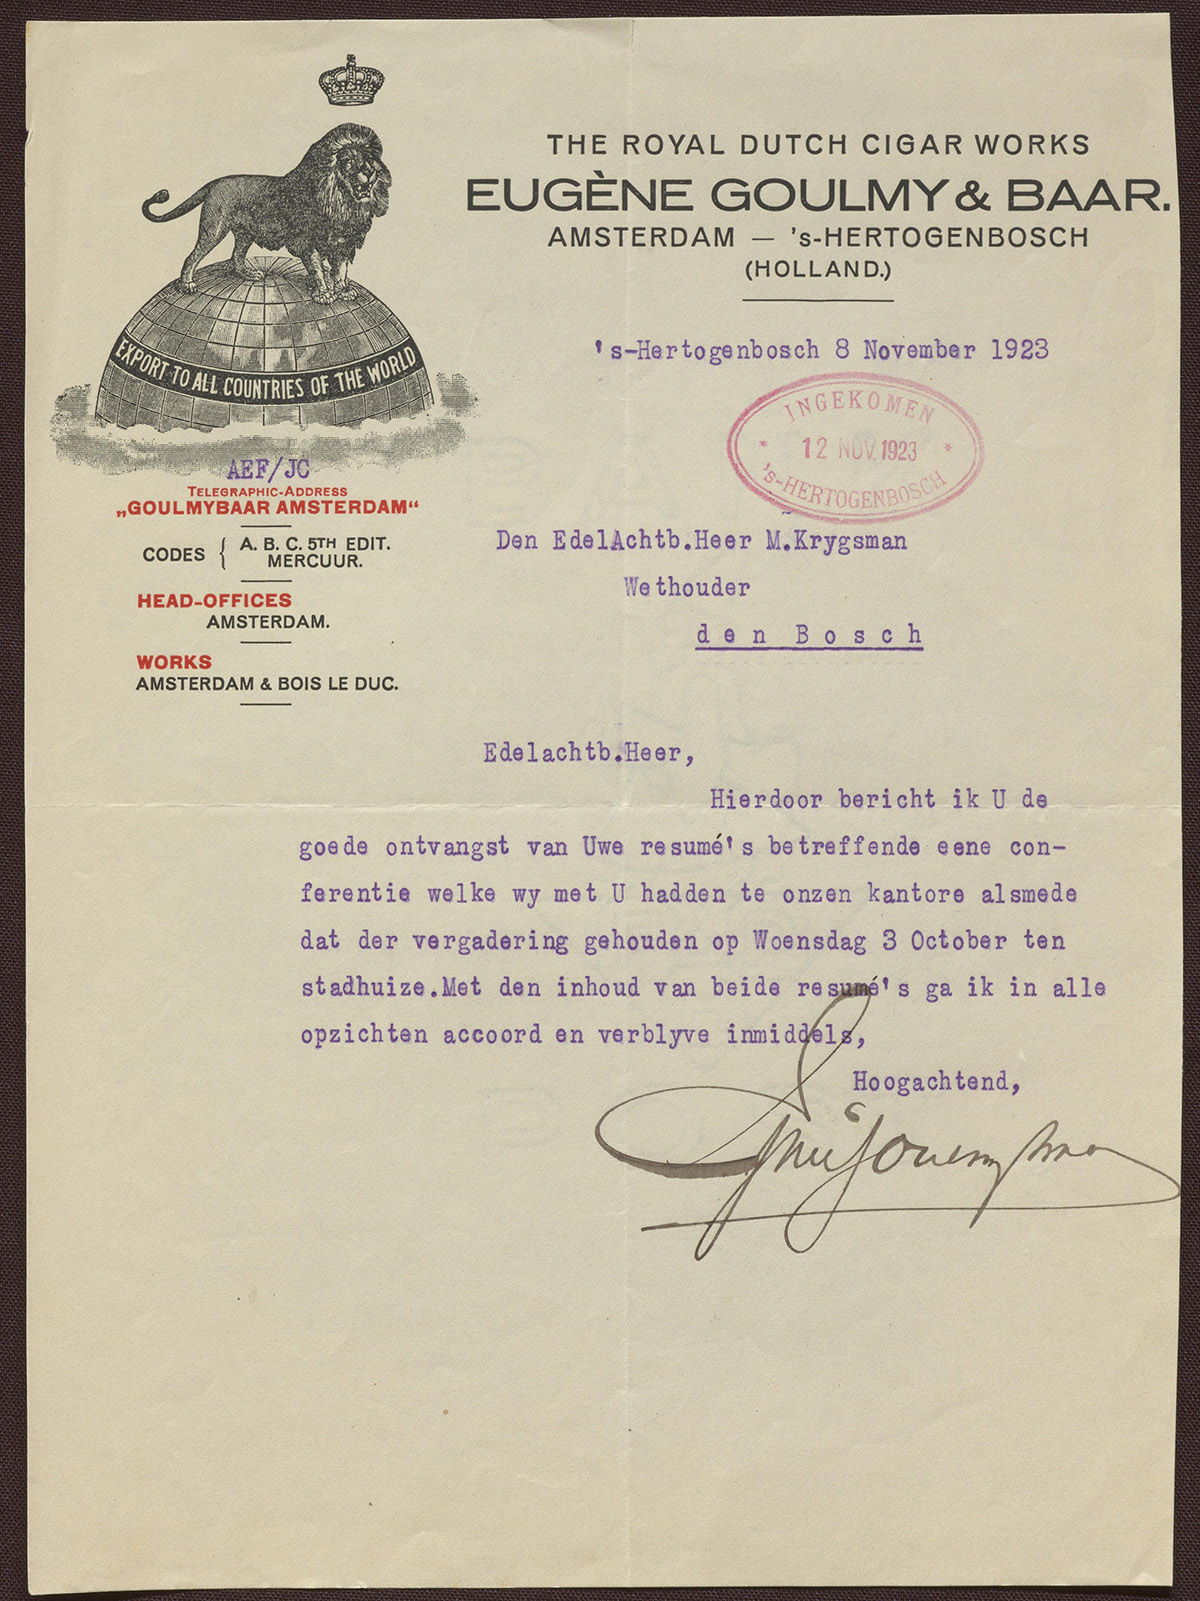 THE ROYAL DUTCH CIGAR WORKS
EUGÈNE GOULMY & BAAR.
AMSTERDAM — 's-HERTOGENBOSCH
(HOLLAND.)
EXPORT TO ALL COUNTRIES OF THE WORLD
AEF/JC
TELEGRAPHIC-ADDRESS
„GOULMYBAAR AMSTERDAM“
CODES { A. B. C. 5TH EDIT.
MERCUUR.
HEAD-OFFICES
AMSTERDAM.
WORKS
AMSTERDAM & BOIS LE DUC.
's-Hertogenbosch 8 November 1923
INGEKOMEN
* 12 NOV. 1923 *
's-HERTOGENBOSCH
Den EdelAchtb.Heer M.Krygsman
Wethouder
den Bosch
Edelachtb.Heer,
Hierdoor bericht ik U de
goede ontvangst van Uwe resumé's betreffende eene con-
ferentie welke wy met U hadden te onzen kantore alsmede
dat der vergadering gehouden op Woensdag 3 October ten
stadhuize.Met den inhoud van beide resumé's ga ik in alle
opzichten accoord en verblyve inmiddels,
Hoogachtend,